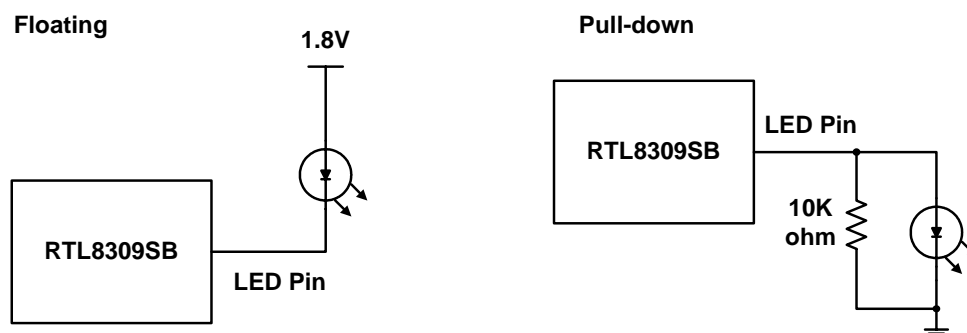 Floating
1.8V
RTL8309SB
LED Pin
Pull-down
RTL8309SB
LED Pin
10K
ohm